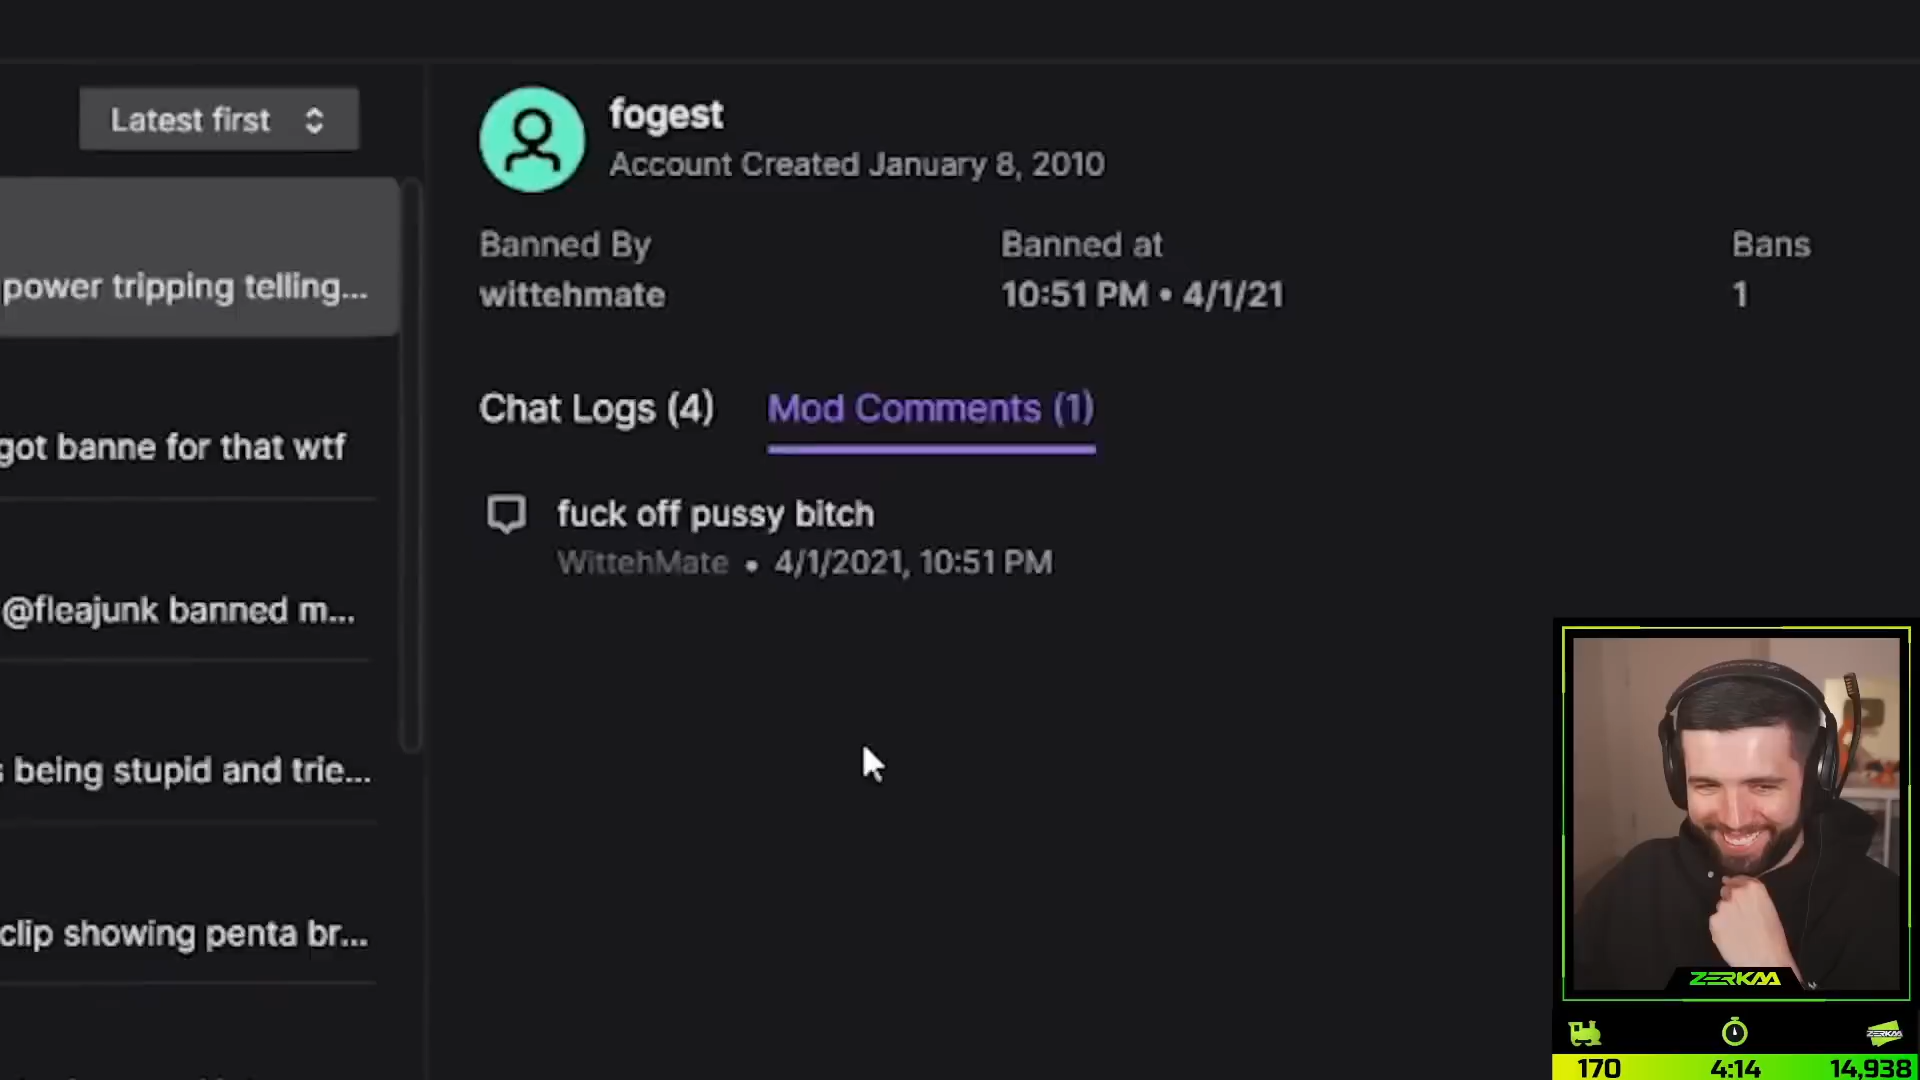 Latest first
power tripping telling...
got banne for that wtf
@fleajunk banned m...
being stupid and trie...
clip showing penta br...
fogest
Account Created January 8, 2010
Banned By
wittehmate
Banned at
10:51 PM • 4/1/21
Bans
1
Chat Logs (4)
Mod Comments (1)
fuck off pussy bitch
WittehMate • 4/1/2021, 10:51 PM
ZERKAA
170
4:14
ZERKAA
14,938